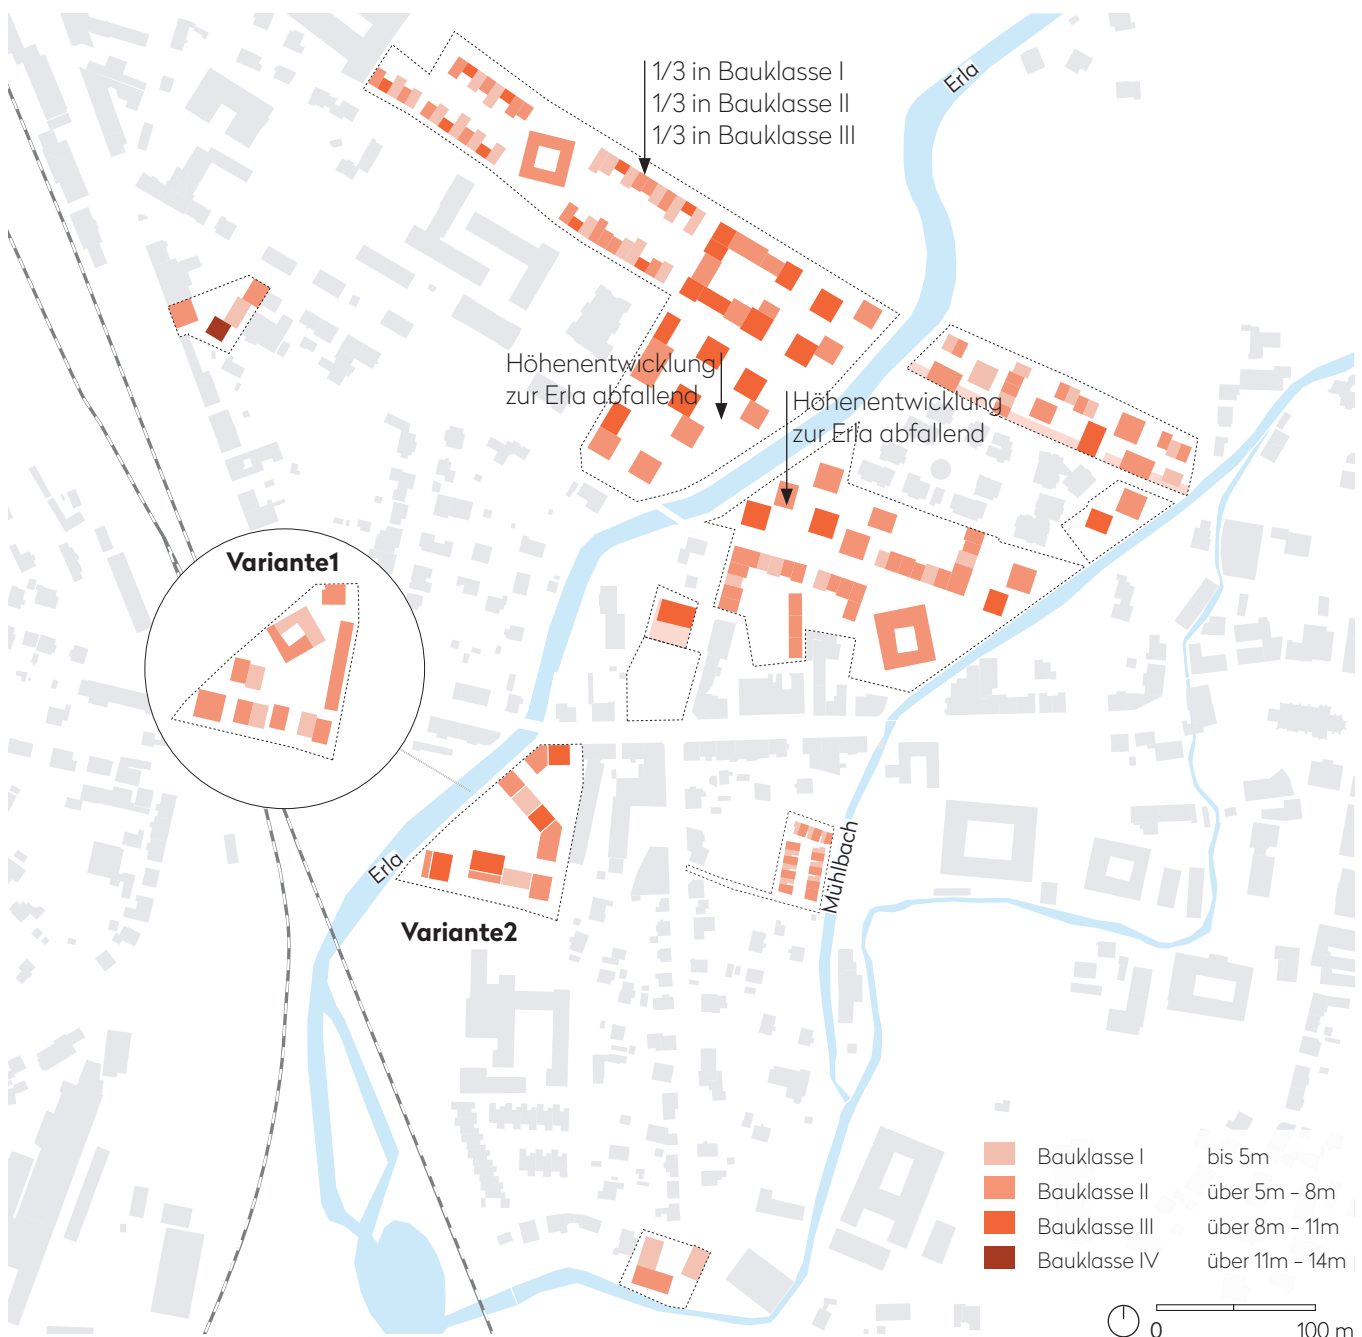 Erla
1/3 in Bauklasse I
1/3 in Bauklasse II
1/3 in Bauklasse III
Höhenentwicklung
zur Erla abfallend
Höhenentwicklung
zur Erla abfallend
Variante1
Erla
Variante2
Mühlbach
Bauklasse I bis 5m
Bauklasse II über 5m - 8m
Bauklasse III über 8m - 11m
Bauklasse IV über 11m - 14m
0 100 m